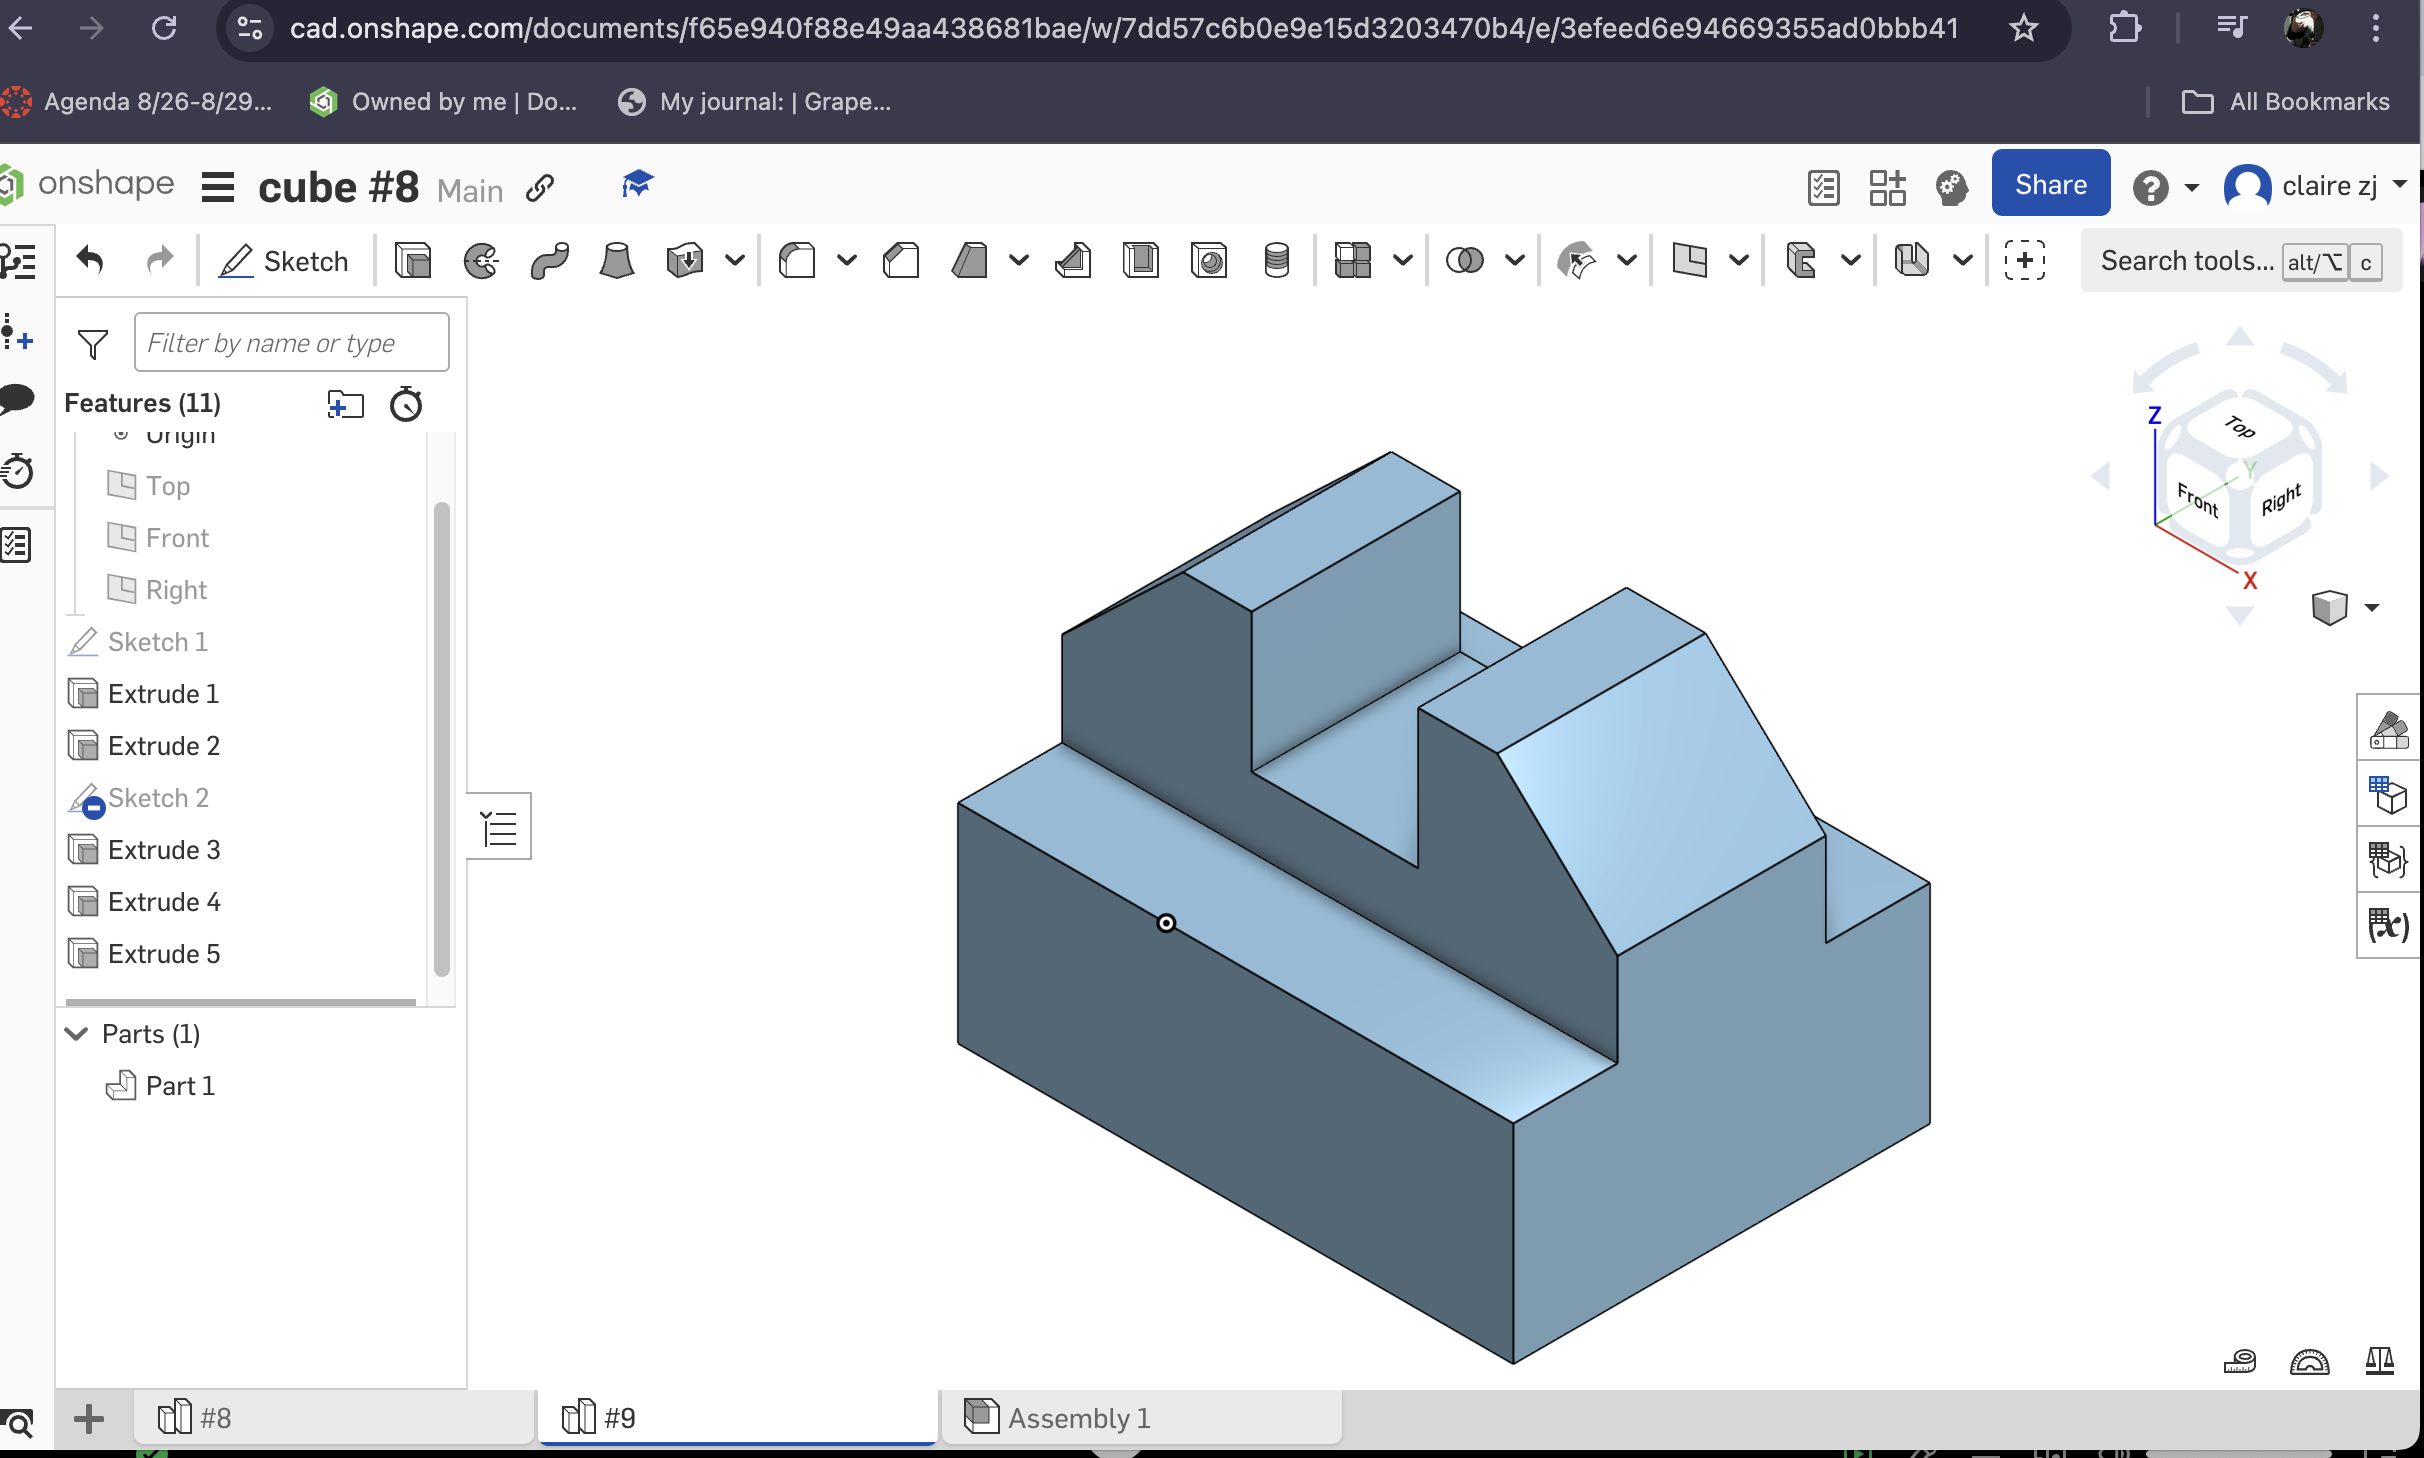 cad.onshape.com/documents/f65e940f88e49aa438681bae/w/7dd57c6b0e9e15d3203470b4/e/3efeed6e94669355ad0bbb41
Agenda 8/26-8/29... Owned by me | Do... My journal: | Grape... All Bookmarks
onshape cube #8 Main Share claire zj
Sketch Search tools... alt/⌥ c
Filter by name or type
Features (11)
Origin
Top
Front
Right
Sketch 1
Extrude 1
Extrude 2
Sketch 2
Extrude 3
Extrude 4
Extrude 5
Parts (1)
Part 1
Z
Top
Y
Front
Right
X
(x)
#8 #9 Assembly 1